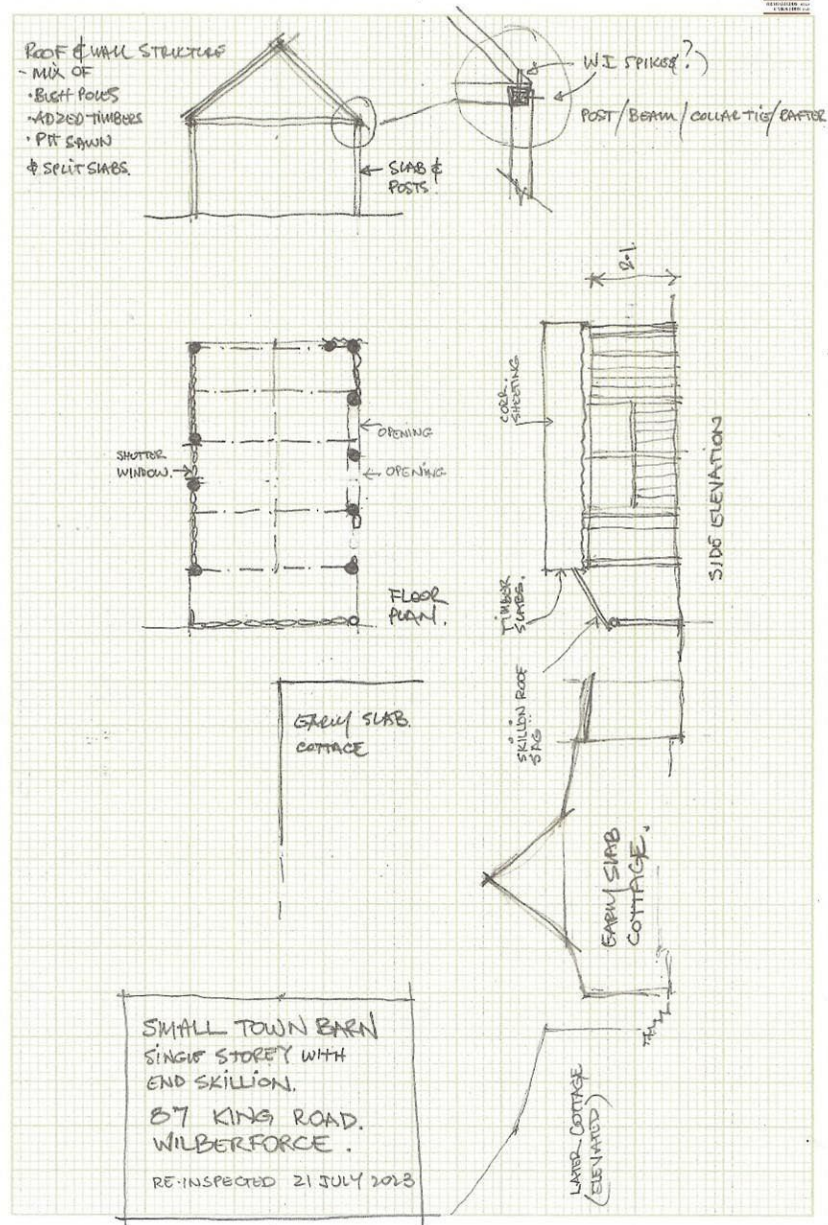 ROOF & WALL STRUCTURE
- MIX OF
• BUSH POLES
• ADZED TIMBERS
• PIT SAWN
& SPLIT SLABS.
SLAB &
POSTS
W.I SPIKES(?)
POST/BEAM/COLLAR TIE/RAFTER
2.1
CORR.
SHEETING
SIDE ELEVATION
OPENING
OPENING
SHUTTER
WINDOW
FLOOR
PLAN.
TIMBER
SLABS.
SKILLION ROOF
SAG
EARLY SLAB
COTTAGE
EARLY SLAB
COTTAGE.
LATER COTTAGE
(ELEVATED)
SMALL TOWN BARN
SINGLE STOREY WITH
END SKILLION.
87 KING ROAD.
WILBERFORCE.
RE-INSPECTED 21 JULY 2023